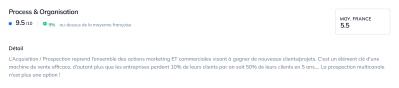 Process & Organisation
9.5 /10 9% au dessus de la moyenne française
MOY. FRANCE
5.5
Détail
L'Acquisition / Prospection reprend l'ensemble des actions marketing ET commerciales visant à gagner de nouveaux clients/projets. C'est un élément clé d'une
machine de vente efficace, d'autant plus que les entreprises perdent 10% de leurs clients par an soit 50% de leurs clients en 5 ans... La prospection multicanale
n'est plus une option !